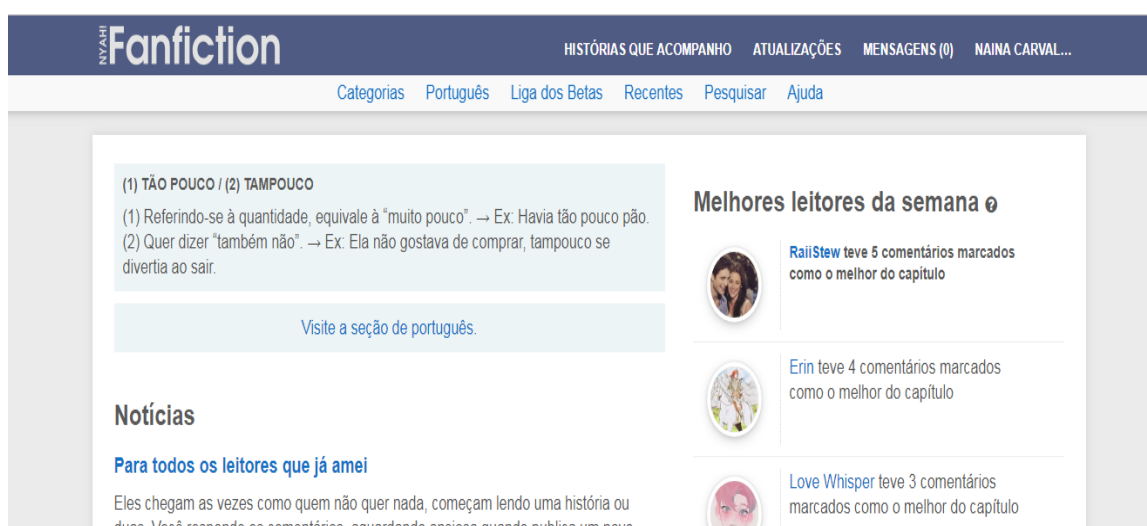 NYAH! Fanfiction
HISTÓRIAS QUE ACOMPANHO ATUALIZAÇÕES MENSAGENS (0) NAINA CARVAL...
Categorias Português Liga dos Betas Recentes Pesquisar Ajuda
(1) TÃO POUCO / (2) TAMPOUCO
(1) Referindo-se à quantidade, equivale à “muito pouco”. → Ex: Havia tão pouco pão.
(2) Quer dizer “também não”. → Ex: Ela não gostava de comprar, tampouco se
divertia ao sair.
Visite a seção de português.
Notícias
Para todos os leitores que já amei
Eles chegam as vezes como quem não quer nada, começam lendo uma história ou
Melhores leitores da semana
RaiiStew teve 5 comentários marcados
como o melhor do capítulo
Erin teve 4 comentários marcados
como o melhor do capítulo
Love Whisper teve 3 comentários
marcados como o melhor do capítulo